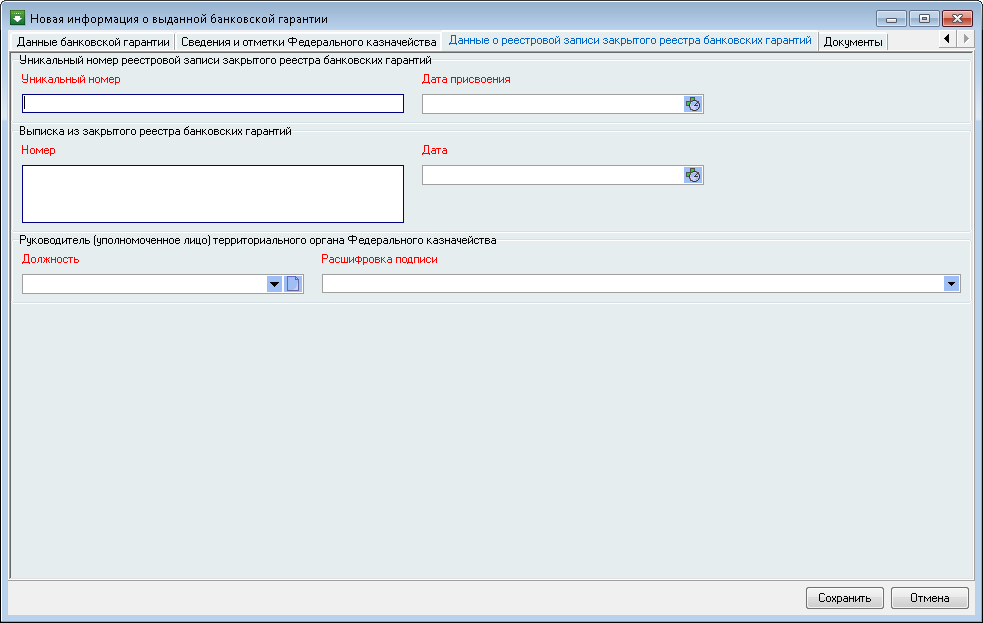 Новая информация о выданной банковской гарантии
Данные банковской гарантии Сведения и отметки Федерального казначейства Данные о реестровой записи закрытого реестра банковских гарантий Документы
Уникальный номер реестровой записи закрытого реестра банковских гарантий
Уникальный номер Дата присвоения
Выписка из закрытого реестра банковских гарантий
Номер Дата
Руководитель (уполномоченное лицо) территориального органа Федерального казначейства
Должность Расшифровка подписи
Сохранить Отмена